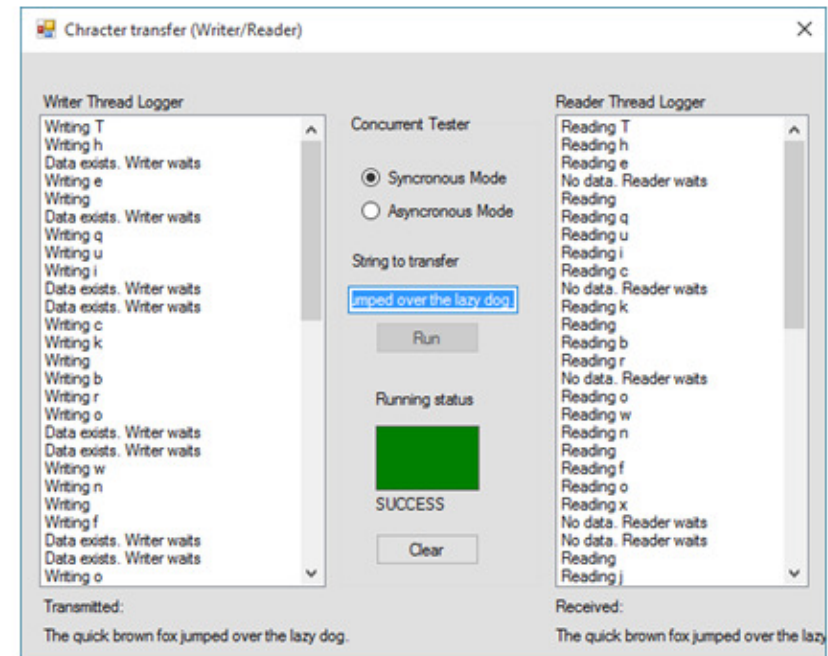 Chracter transfer (Writer/Reader)
Writer Thread Logger
Writing T
Writing h
Data exists. Writer waits
Writing e
Writing
Data exists. Writer waits
Writing q
Writing u
Writing i
Data exists. Writer waits
Data exists. Writer waits
Writing c
Writing k
Writing
Writing b
Writing r
Writing o
Data exists. Writer waits
Data exists. Writer waits
Writing w
Writing n
Writing
Writing f
Data exists. Writer waits
Data exists. Writer waits
Writing o
Transmitted:
The quick brown fox jumped over the lazy dog.
Concurrent Tester
Syncronous Mode
Asyncronous Mode
String to transfer
umped over the lazy dog.
Run
Running status
SUCCESS
Clear
Reader Thread Logger
Reading T
Reading h
Reading e
No data. Reader waits
Reading
Reading q
Reading u
Reading i
Reading c
No data. Reader waits
Reading k
Reading
Reading b
Reading r
No data. Reader waits
Reading o
Reading w
Reading n
Reading
Reading f
Reading o
Reading x
No data. Reader waits
No data. Reader waits
Reading
Reading j
Received:
The quick brown fox jumped over the lazy